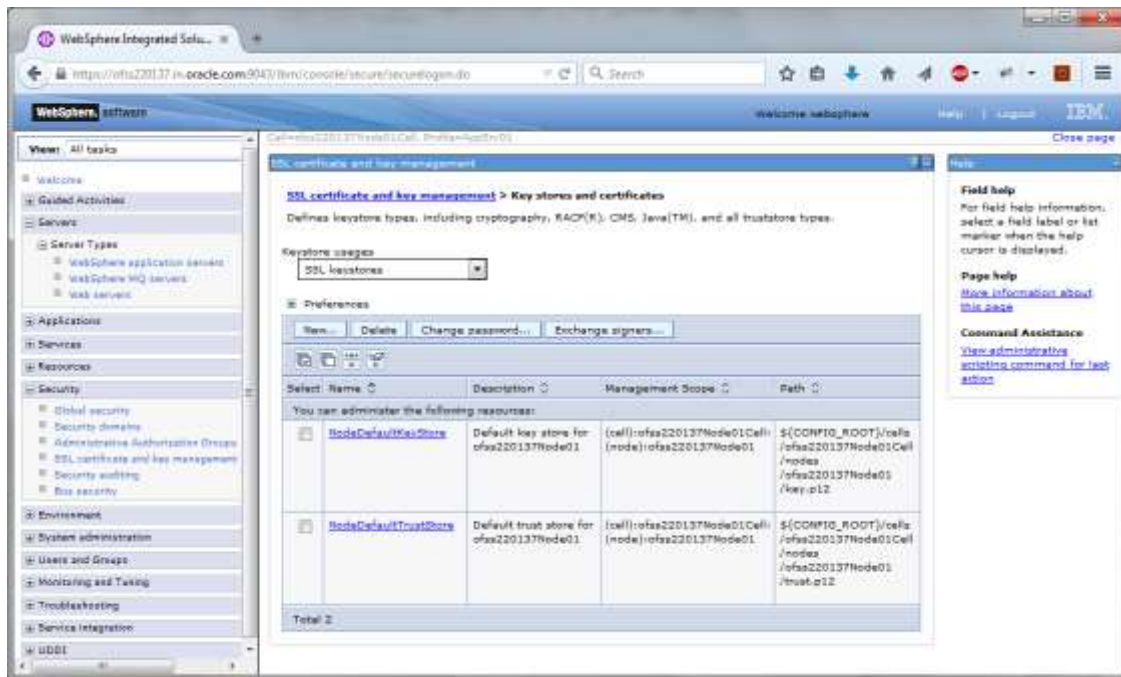 WebSphere Integrated Solu...
https://ofss220137.in.oracle.com:9043/ibm/console/secure/securelogon.do
Search
WebSphere. software
Welcome websphere
Help | Logout
IBM.
Cell=ofss220137Node01Cell, Profile=AppSrv01
Close page
View: All tasks
Welcome
Guided Activities
Servers
Server Types
WebSphere application servers
WebSphere MQ servers
Web servers
Applications
Services
Resources
Security
Global security
Security domains
Administrative Authorization Groups
SSL certificate and key management
Security auditing
Bus security
Environment
System administration
Users and Groups
Monitoring and Tuning
Troubleshooting
Service integration
UDDI
SSL certificate and key management
SSL certificate and key management > Key stores and certificates
Defines keystore types, including cryptography, RACF(R), CMS, Java(TM), and all truststore types.
Keystore usages
SSL keystores
Preferences
New... Delete Change password... Exchange signers...
Select Name Description Management Scope Path
You can administer the following resources:
NodeDefaultKeyStore
Default key store for
ofss220137Node01
(cell):ofss220137Node01Cell:
(node):ofss220137Node01
${CONFIG_ROOT}/cells
/ofss220137Node01Cell
/nodes
/ofss220137Node01
/key.p12
NodeDefaultTrustStore
Default trust store for
ofss220137Node01
(cell):ofss220137Node01Cell:
(node):ofss220137Node01
${CONFIG_ROOT}/cells
/ofss220137Node01Cell
/nodes
/ofss220137Node01
/trust.p12
Total 2
Help
Field help
For field help information,
select a field label or list
marker when the help
cursor is displayed.
Page help
More information about
this page
Command Assistance
View administrative
scripting command for last
action